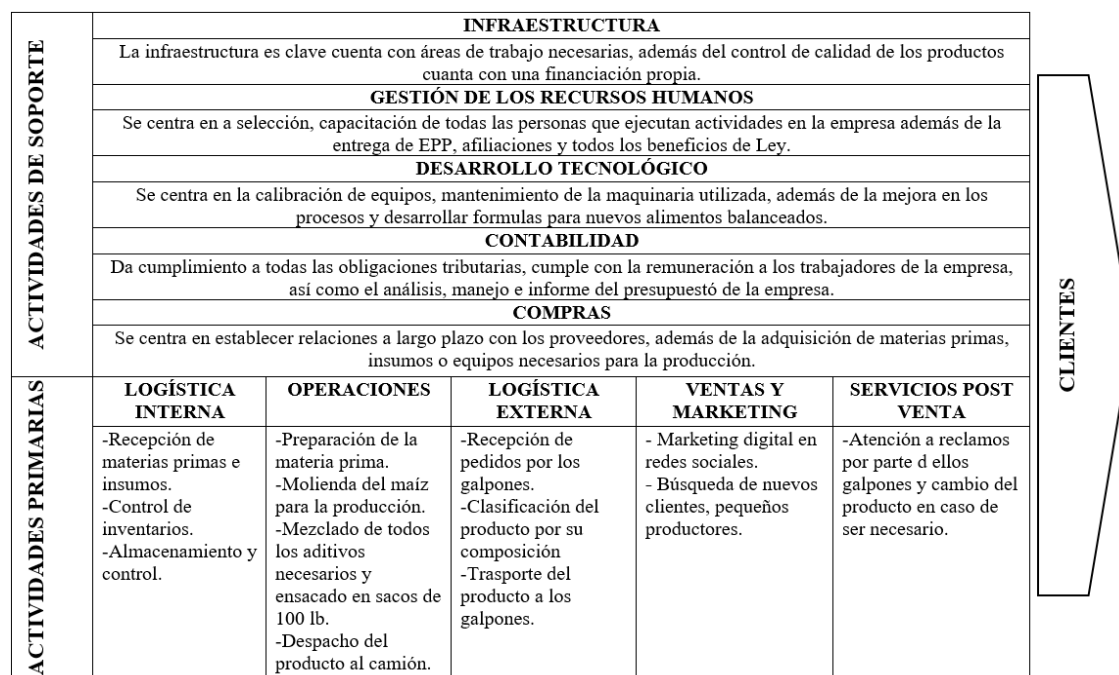 ACTIVIDADES DE SOPORTE
INFRAESTRUCTURA
La infraestructura es clave cuenta con áreas de trabajo necesarias, además del control de calidad de los productos
cuanta con una financiación propia.
GESTIÓN DE LOS RECURSOS HUMANOS
Se centra en a selección, capacitación de todas las personas que ejecutan actividades en la empresa además de la
entrega de EPP, afiliaciones y todos los beneficios de Ley.
DESARROLLO TECNOLÓGICO
Se centra en la calibración de equipos, mantenimiento de la maquinaria utilizada, además de la mejora en los
procesos y desarrollar formulas para nuevos alimentos balanceados.
CONTABILIDAD
Da cumplimiento a todas las obligaciones tributarias, cumple con la remuneración a los trabajadores de la empresa,
así como el análisis, manejo e informe del presupuestó de la empresa.
COMPRAS
Se centra en establecer relaciones a largo plazo con los proveedores, además de la adquisición de materias primas,
insumos o equipos necesarios para la producción.
ACTIVIDADES PRIMARIAS
LOGÍSTICA
INTERNA
-Recepción de
materias primas e
insumos.
-Control de
inventarios.
-Almacenamiento y
control.
OPERACIONES
-Preparación de la
materia prima.
-Molienda del maíz
para la producción.
-Mezclado de todos
los aditivos
necesarios y
ensacado en sacos de
100 lb.
-Despacho del
producto al camión.
LOGÍSTICA
EXTERNA
-Recepción de
pedidos por los
galpones.
-Clasificación del
producto por su
composición
-Trasporte del
producto a los
galpones.
VENTAS Y
MARKETING
- Marketing digital en
redes sociales.
- Búsqueda de nuevos
clientes, pequeños
productores.
SERVICIOS POST
VENTA
-Atención a reclamos
por parte d ellos
galpones y cambio del
producto en caso de
ser necesario.
CLIENTES